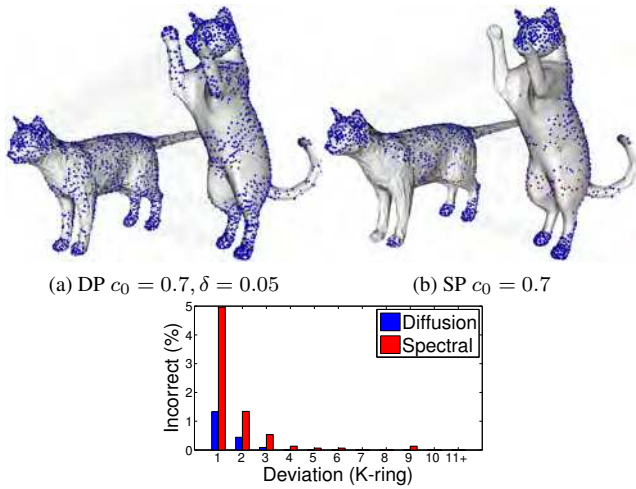 (a) DP c₀ = 0.7, δ = 0.05
(b) SP c₀ = 0.7
5
4
3
2
1
0
Incorrect (%)
Diffusion
Spectral
1 2 3 4 5 6 7 8 9 10 11+
Deviation (K-ring)